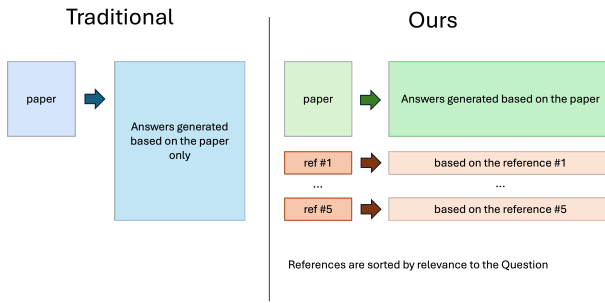 Traditional
paper
Answers generated
based on the paper
only
Ours
paper
Answers generated based on the paper
ref #1
based on the reference #1
...
...
ref #5
based on the reference #5
References are sorted by relevance to the Question